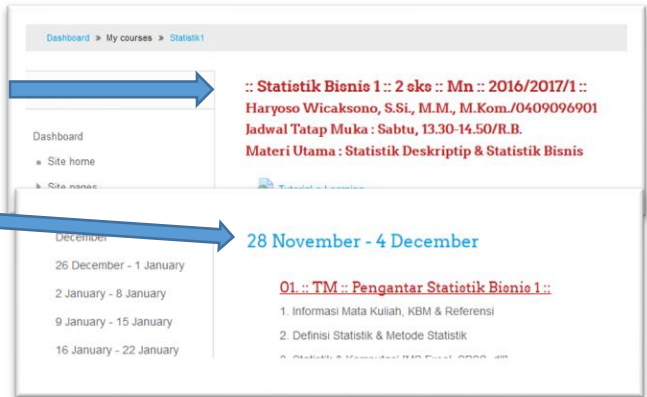 Dashboard » My courses » Statistik1
:: Statistik Bisnis 1 :: 2 sks :: Mn :: 2016/2017/1 ::
Haryoso Wicaksono, S.Si., M.M., M.Kom./0409096901
Jadwal Tatap Muka : Sabtu, 13.30-14.50/R.B.
Materi Utama : Statistik Deskriptip & Statistik Bisnis
Dashboard
Site home
Site pages
Tutorial e-Learning
December
26 December - 1 January
2 January - 8 January
9 January - 15 January
16 January - 22 January
28 November - 4 December
01. :: TM :: Pengantar Statistik Bisnis 1 ::
1. Informasi Mata Kuliah, KBM & Referensi
2. Definisi Statistik & Metode Statistik